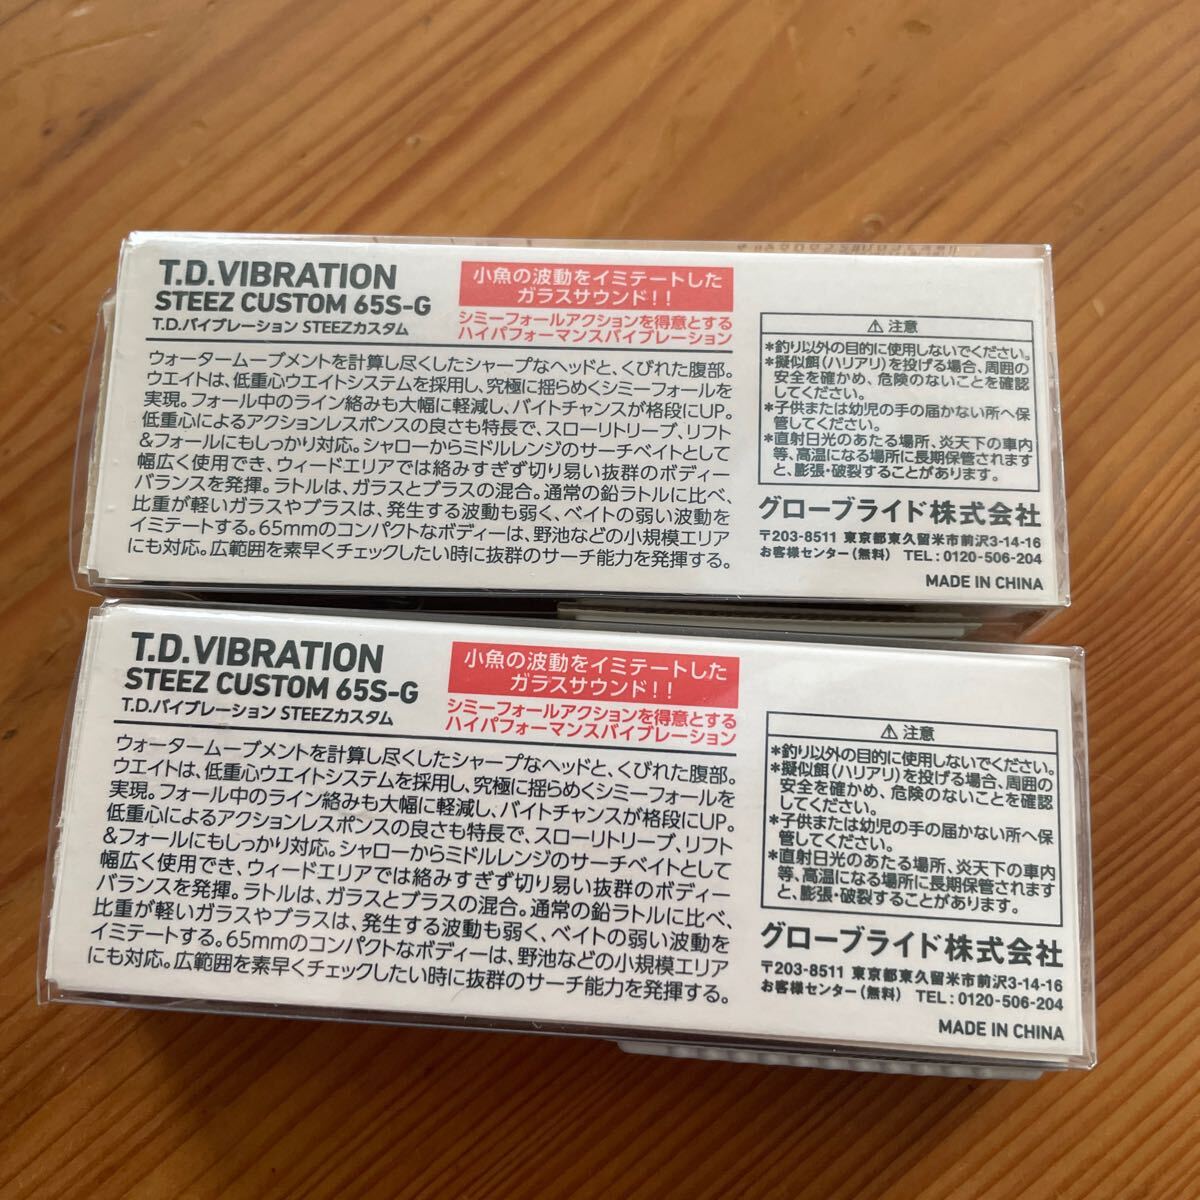 T.D.VIBRATION
STEEZ CUSTOM 65S-G
T.D.バイブレーション STEEZカスタム
小魚の波動をイミテートした
ガラスサウンド!!
シミーフォールアクションを得意とする
ハイパフォーマンスバイブレーション
ウォータームーブメントを計算し尽くしたシャープなヘッドと、くびれた腹部。
ウエイトは、低重心ウエイトシステムを採用し、究極に揺らめくシミーフォールを
実現。フォール中のライン絡みも大幅に軽減し、バイトチャンスが格段にUP。
低重心によるアクションレスポンスの良さも特長で、スローリトリーブ、リフト
&フォールにもしっかり対応。シャローからミドルレンジのサーチベイトとして
幅広く使用でき、ウィードエリアでは絡みすぎず切り易い抜群のボディー
バランスを発揮。ラトルは、ガラスとブラスの混合。通常の鉛ラトルに比べ、
比重が軽いガラスやブラスは、発生する波動も弱く、ベイトの弱い波動を
イミテートする。65mmのコンパクトなボディーは、野池などの小規模エリア
にも対応。広範囲を素早くチェックしたい時に抜群のサーチ能力を発揮する。
⚠ 注意
*釣り以外の目的に使用しないでください。
*擬似餌(ハリアリ)を投げる場合、周囲の
安全を確かめ、危険のないことを確認
してください。
*子供または幼児の手の届かない所へ保
管してください。
*直射日光のあたる場所、炎天下の車内
等、高温になる場所に長期保管されます
と、膨張・破裂することがあります。
グローブライド株式会社
〒203-8511 東京都東久留米市前沢3-14-16
お客様センター(無料) TEL:0120-506-204
MADE IN CHINA
T.D.VIBRATION
STEEZ CUSTOM 65S-G
T.D.バイブレーション STEEZカスタム
小魚の波動をイミテートした
ガラスサウンド!!
シミーフォールアクションを得意とする
ハイパフォーマンスバイブレーション
ウォータームーブメントを計算し尽くしたシャープなヘッドと、くびれた腹部。
ウエイトは、低重心ウエイトシステムを採用し、究極に揺らめくシミーフォールを
実現。フォール中のライン絡みも大幅に軽減し、バイトチャンスが格段にUP。
低重心によるアクションレスポンスの良さも特長で、スローリトリーブ、リフト
&フォールにもしっかり対応。シャローからミドルレンジのサーチベイトとして
幅広く使用でき、ウィードエリアでは絡みすぎず切り易い抜群のボディー
バランスを発揮。ラトルは、ガラスとブラスの混合。通常の鉛ラトルに比べ、
比重が軽いガラスやブラスは、発生する波動も弱く、ベイトの弱い波動を
イミテートする。65mmのコンパクトなボディーは、野池などの小規模エリア
にも対応。広範囲を素早くチェックしたい時に抜群のサーチ能力を発揮する。
⚠ 注意
*釣り以外の目的に使用しないでください。
*擬似餌(ハリアリ)を投げる場合、周囲の
安全を確かめ、危険のないことを確認
してください。
*子供または幼児の手の届かない所へ保
管してください。
*直射日光のあたる場所、炎天下の車内
等、高温になる場所に長期保管されます
と、膨張・破裂することがあります。
グローブライド株式会社
〒203-8511 東京都東久留米市前沢3-14-16
お客様センター(無料) TEL:0120-506-204
MADE IN CHINA